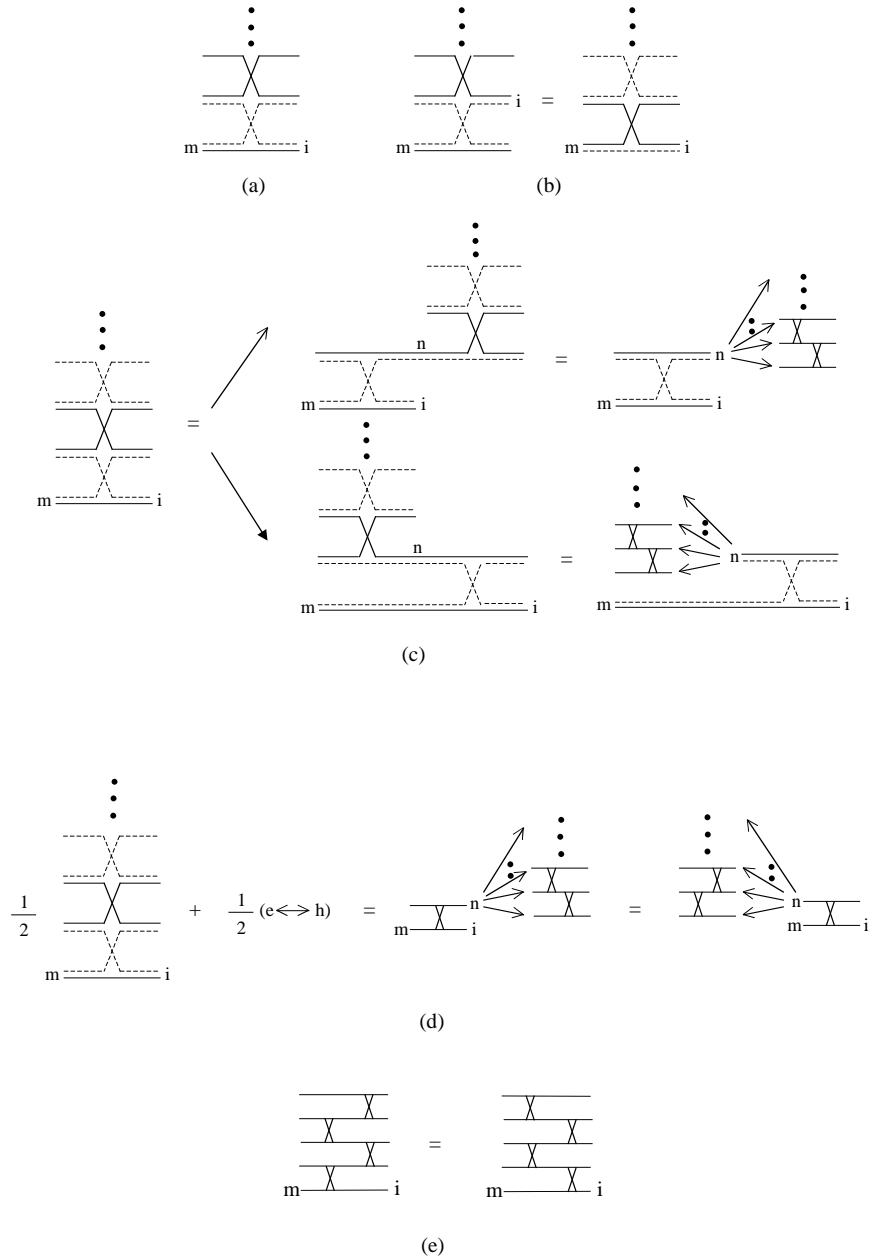 m i
(a)
i =
m m i
(b)
n
= n
m i m i
m i =
n
= n
m i m i
(c)
1/2 + 1/2 (e ⟷ h) = n = n
m i m i m i
(d)
=
m i m i
(e)